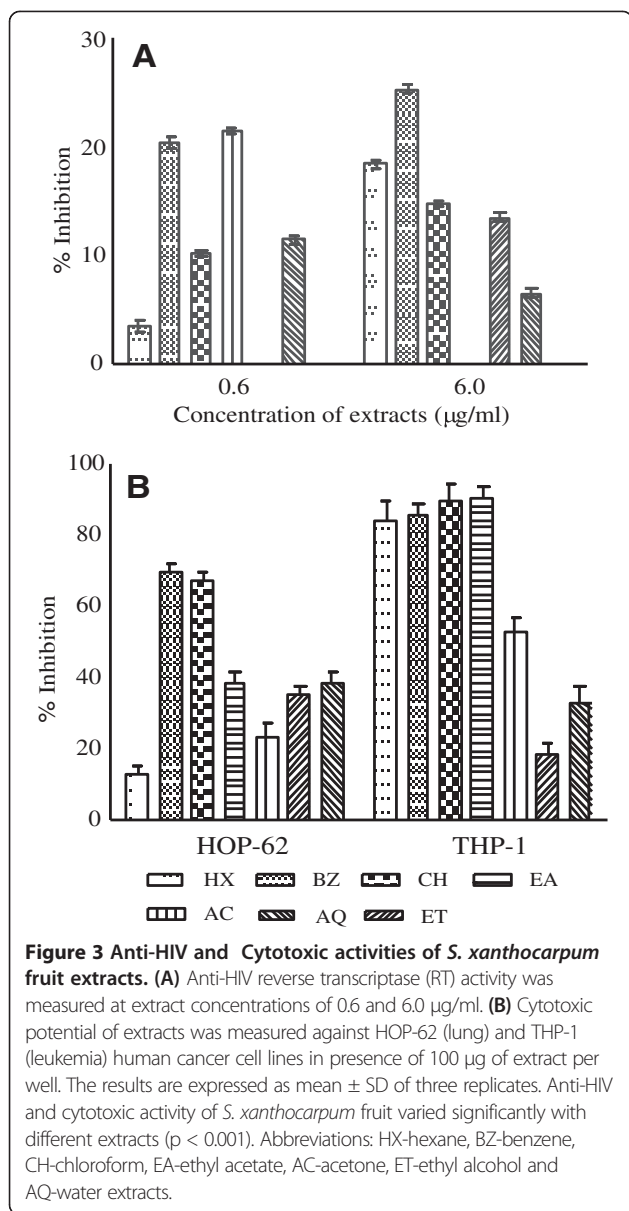 30
A
20
% Inhibition
10
0
0.6 6.0
Concentration of extracts (µg/ml)
100
B
80
60
% Inhibition
40
20
0
HOP-62 THP-1
HX BZ CH EA
AC AQ ET
Figure 3 Anti-HIV and Cytotoxic activities of S. xanthocarpum
fruit extracts. (A) Anti-HIV reverse transcriptase (RT) activity was
measured at extract concentrations of 0.6 and 6.0 µg/ml. (B) Cytotoxic
potential of extracts was measured against HOP-62 (lung) and THP-1
(leukemia) human cancer cell lines in presence of 100 µg of extract per
well. The results are expressed as mean ± SD of three replicates. Anti-HIV
and cytotoxic activity of S. xanthocarpum fruit varied significantly with
different extracts (p < 0.001). Abbreviations: HX-hexane, BZ-benzene,
CH-chloroform, EA-ethyl acetate, AC-acetone, ET-ethyl alcohol and
AQ-water extracts.